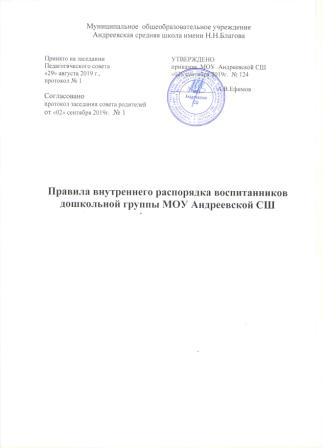 Муниципальное общеобразовательное учреждение
Андреевская средняя школа имени Н.Н.Благова
Принято на заседании
Педагогического совета
«29» августа 2019 г.,
протокол № 1
Согласовано
протокол заседания совета родителей
от «02» сентября 2019г. № 1
УТВЕРЖДЕНО
приказом МОУ Андреевской СШ
сентября 2019г. № 124
А.В.Ефимов
Правила внутреннего распорядка воспитанников
дошкольной группы МОУ Андреевской СШ